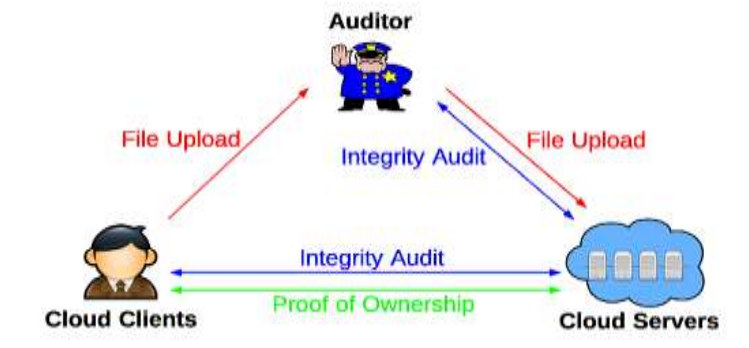 Auditor
File Upload
Integrity Audit
File Upload
Integrity Audit
Proof of Ownership
Cloud Clients
Cloud Servers